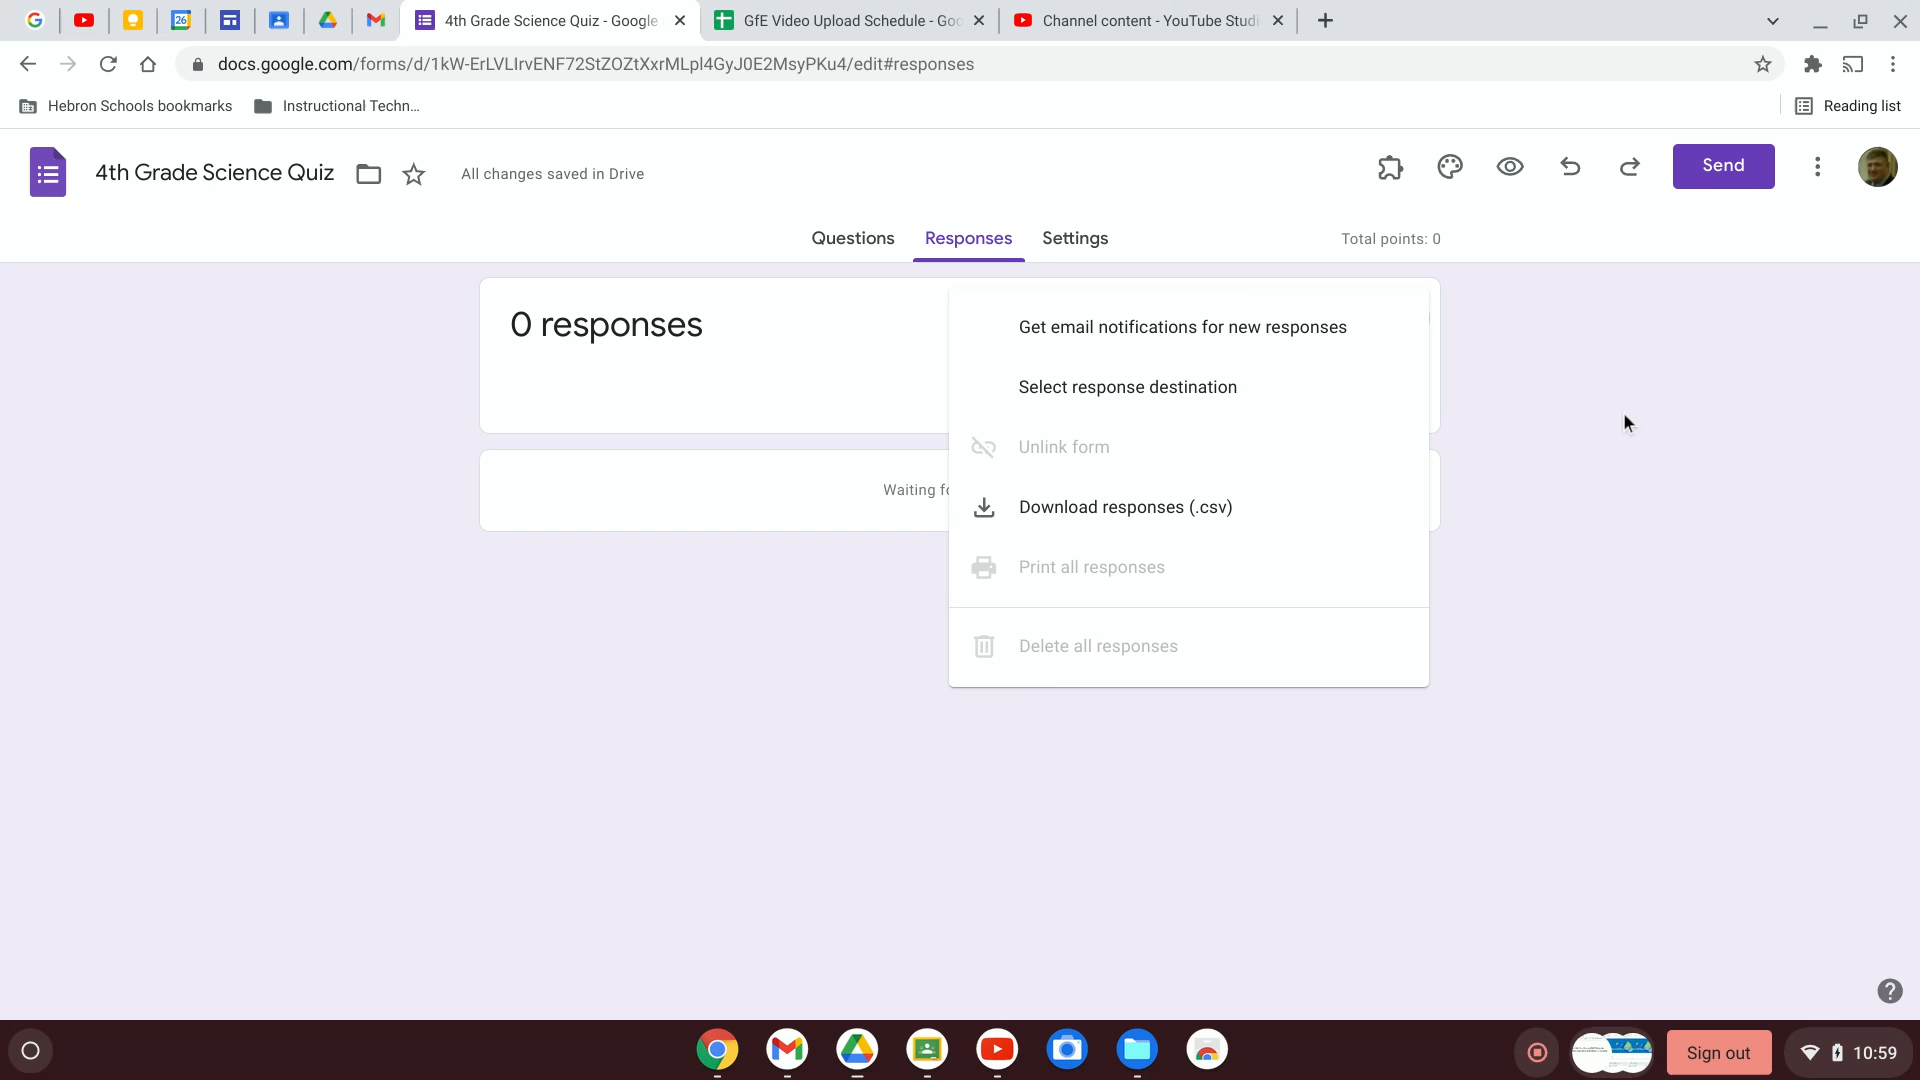 26
4th Grade Science Quiz - Google
GfE Video Upload Schedule - Goo
Channel content - YouTube Studi
docs.google.com/forms/d/1kW-ErLVLIrvENF72StZOZtXxrMLpl4GyJ0E2MsyPKu4/edit#responses
Hebron Schools bookmarks
Instructional Techn...
Reading list
4th Grade Science Quiz
All changes saved in Drive
Send
Questions
Responses
Settings
Total points: 0
0 responses
Get email notifications for new responses
Select response destination
Unlink form
Waiting fo
Download responses (.csv)
Print all responses
Delete all responses
Sign out
10:59